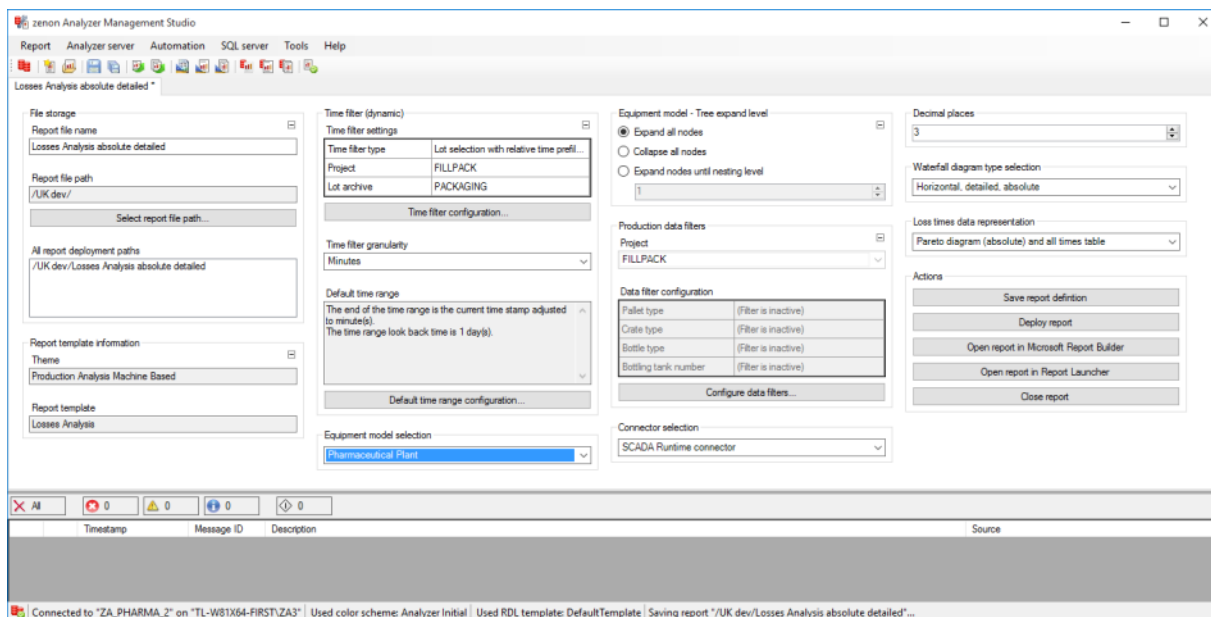 zenon Analyzer Management Studio
Report Analyzer server Automation SQL server Tools Help
Losses Analysis absolute detailed *
File storage
Report file name
Losses Analysis absolute detailed
Report file path
/UK dev/
Select report file path...
All report deployment paths
/UK dev/Losses Analysis absolute detailed
Report template information
Theme
Production Analysis Machine Based
Report template
Losses Analysis
Time filter (dynamic)
Time filter settings
Time filter type Lot selection with relative time prefil...
Project FILLPACK
Lot archive PACKAGING
Time filter configuration...
Time filter granularity
Minutes
Default time range
The end of the time range is the current time stamp adjusted
to minute(s).
The time range look back time is 1 day(s).
Default time range configuration...
Equipment model selection
Pharmaceutical Plant
Equipment model - Tree expand level
Expand all nodes
Collapse all nodes
Expand nodes until nesting level
1
Production data filters
Project
FILLPACK
Data filter configuration
Pallet type (Filter is inactive)
Crate type (Filter is inactive)
Bottle type (Filter is inactive)
Bottling tank number (Filter is inactive)
Configure data filters...
Connector selection
SCADA Runtime connector
Decimal places
3
Waterfall diagram type selection
Horizontal, detailed, absolute
Loss times data representation
Pareto diagram (absolute) and all times table
Actions
Save report defintion
Deploy report
Open report in Microsoft Report Builder
Open report in Report Launcher
Close report
All 0 0 0 0
Timestamp Message ID Description Source
Connected to "ZA_PHARMA_2" on "TL-W81X64-FIRST\ZA3" Used color scheme: Analyzer Initial Used RDL template: DefaultTemplate Saving report "/UK dev/Losses Analysis absolute detailed"...